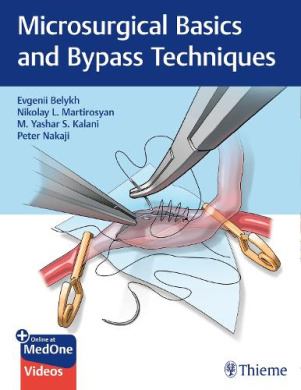 Microsurgical Basics
and Bypass Techniques
Evgenii Belykh
Nikolay L. Martirosyan
M. Yashar S. Kalani
Peter Nakaji
+ Online at
MedOne
Videos
Thieme